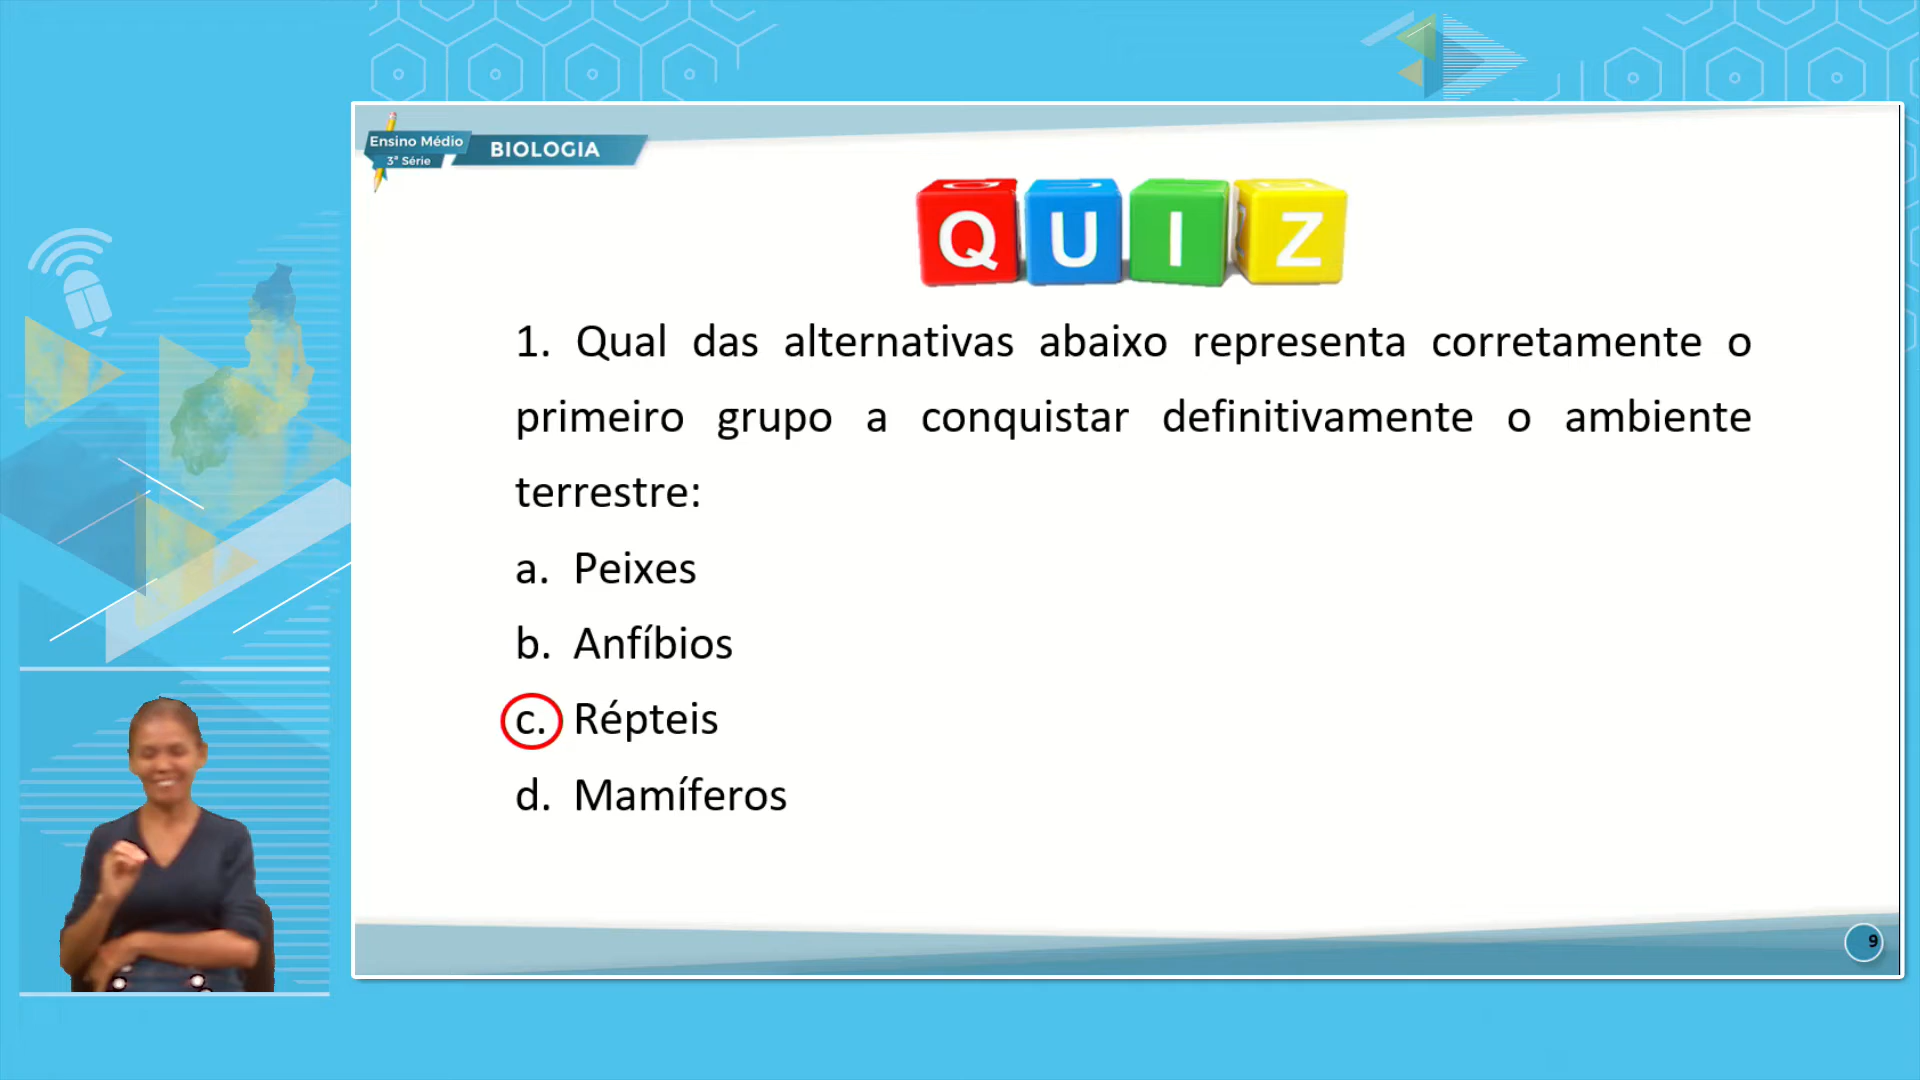 Ensino Médio
3ª Série
BIOLOGIA
QUIZ
1. Qual das alternativas abaixo representa corretamente o
primeiro grupo a conquistar definitivamente o ambiente
terrestre:
a. Peixes
b. Anfíbios
c. Répteis
d. Mamíferos
9